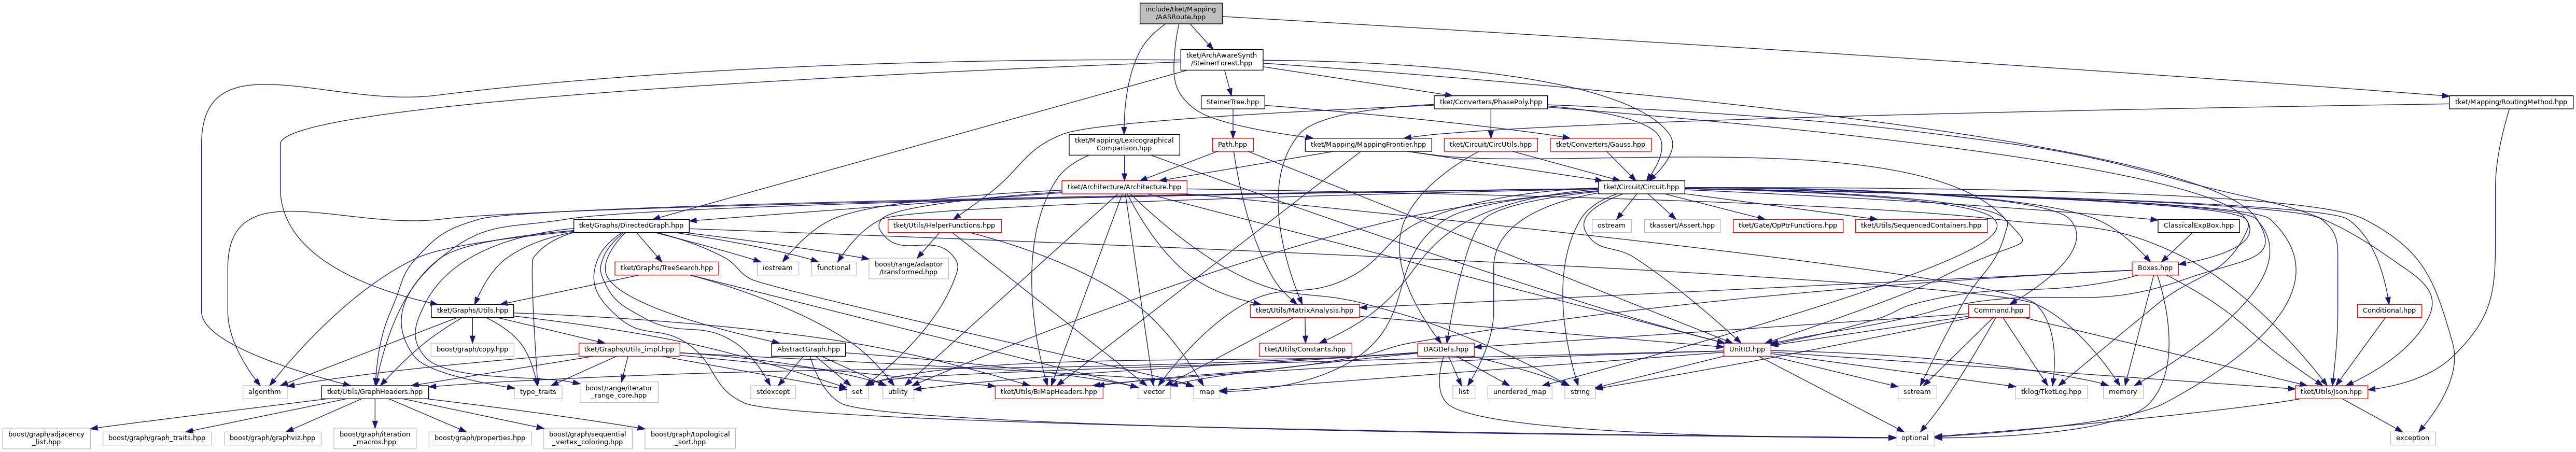 include/tket/Mapping
/AASRoute.hpp
tket/ArchAwareSynth
/SteinerForest.hpp
SteinerTree.hpp
tket/Converters/PhasePoly.hpp
tket/Mapping/RoutingMethod.hpp
tket/Mapping/Lexicographical
Comparison.hpp
Path.hpp
tket/Mapping/MappingFrontier.hpp
tket/Circuit/CircUtils.hpp
tket/Converters/Gauss.hpp
tket/Architecture/Architecture.hpp
tket/Circuit/Circuit.hpp
tket/Graphs/DirectedGraph.hpp
tket/Utils/HelperFunctions.hpp
ostream
tkassert/Assert.hpp
tket/Gate/OpPtrFunctions.hpp
tket/Utils/SequencedContainers.hpp
ClassicalExpBox.hpp
tket/Graphs/TreeSearch.hpp
iostream
functional
boost/range/adaptor
/transformed.hpp
Boxes.hpp
tket/Graphs/Utils.hpp
tket/Utils/MatrixAnalysis.hpp
Command.hpp
Conditional.hpp
boost/graph/copy.hpp
tket/Graphs/Utils_impl.hpp
AbstractGraph.hpp
tket/Utils/Constants.hpp
DAGDefs.hpp
UnitID.hpp
algorithm
tket/Utils/GraphHeaders.hpp
type_traits
boost/range/iterator
_range_core.hpp
stdexcept
set
utility
tket/Utils/BiMapHeaders.hpp
vector
map
list
unordered_map
string
sstream
tklog/TketLog.hpp
memory
tket/Utils/Json.hpp
boost/graph/adjacency
_list.hpp
boost/graph/graph_traits.hpp
boost/graph/graphviz.hpp
boost/graph/iteration
_macros.hpp
boost/graph/properties.hpp
boost/graph/sequential
_vertex_coloring.hpp
boost/graph/topological
_sort.hpp
optional
exception